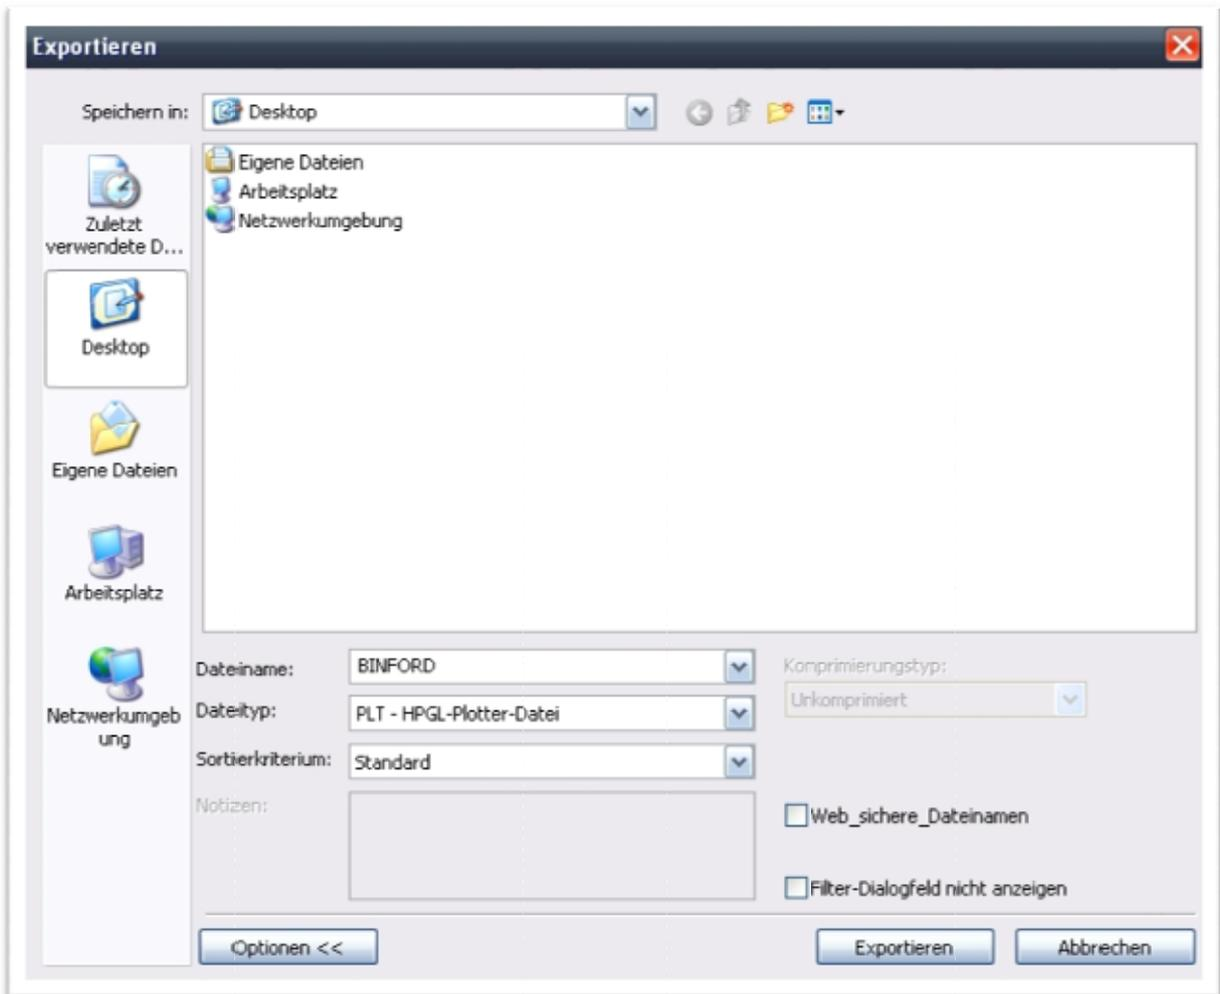 Exportieren
Speichern in:
Desktop
Zuletzt
verwendete D...
Desktop
Eigene Dateien
Arbeitsplatz
Netzwerkumgeb
ung
Eigene Dateien
Arbeitsplatz
Netzwerkumgebung
Dateiname:
BINFORD
Konprimierungstyp:
Unkomprimiert
Dateityp:
PLT - HPGL-Plotter-Datei
Sortierkriterium:
Standard
Notizen:
Web_sichere_Dateinamen
Filter-Dialogfeld nicht anzeigen
Optionen <<
Exportieren
Abbrechen